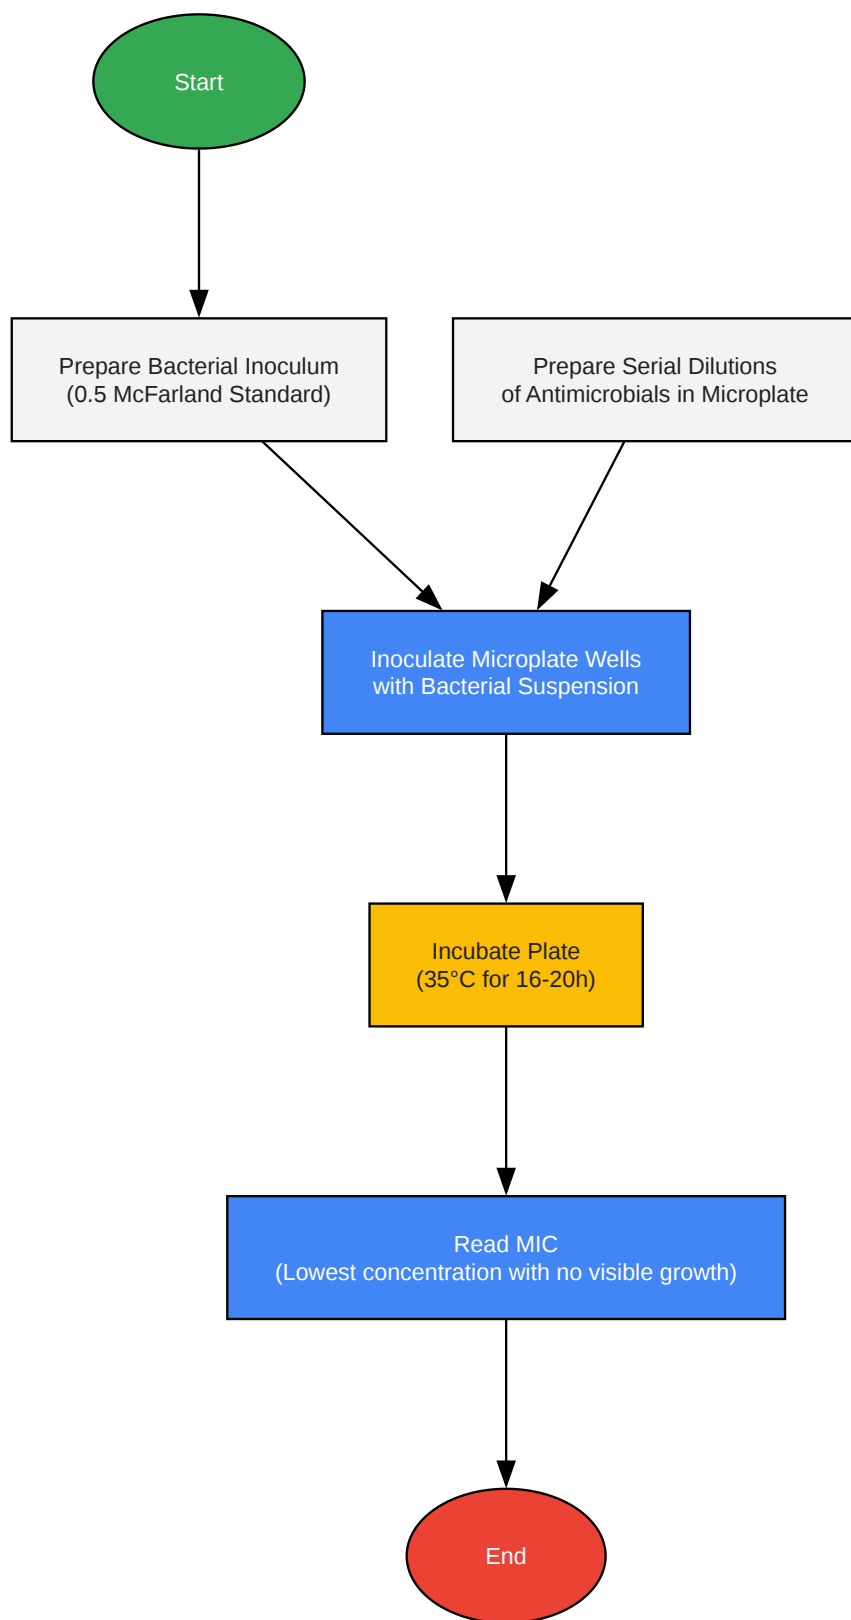 Start
Prepare Bacterial Inoculum
(0.5 McFarland Standard)
Prepare Serial Dilutions
of Antimicrobials in Microplate
Inoculate Microplate Wells
with Bacterial Suspension
Incubate Plate
(35°C for 16-20h)
Read MIC
(Lowest concentration with no visible growth)
End